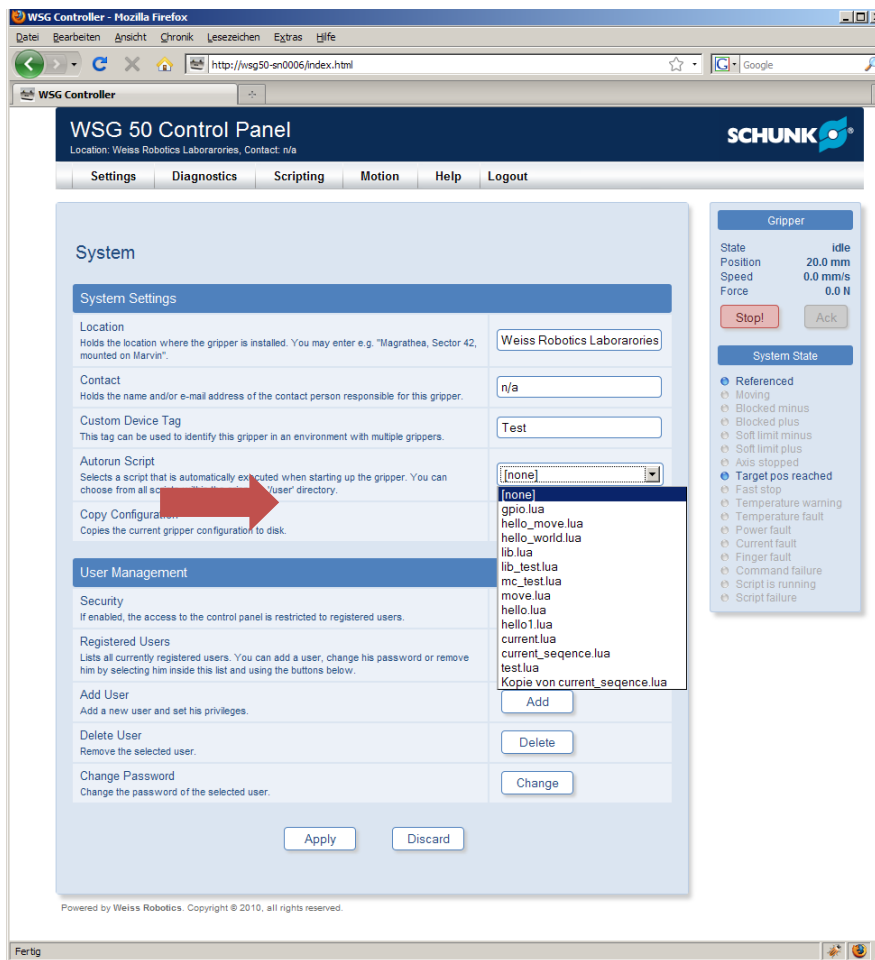 WSG Controller - Mozilla Firefox
Datei Bearbeiten Ansicht Chronik Lesezeichen Extras Hilfe
http://wsg50-sn0006/index.html
Google
WSG Controller
WSG 50 Control Panel
Location: Weiss Robotics Laborarories, Contact: n/a
SCHUNK
Settings Diagnostics Scripting Motion Help Logout
System
System Settings
Location
Holds the location where the gripper is installed. You may enter e.g. "Magrathea, Sector 42,
mounted on Marvin".
Weiss Robotics Laborarories
Contact
Holds the name and/or e-mail address of the contact person responsible for this gripper.
n/a
Custom Device Tag
This tag can be used to identify this gripper in an environment with multiple grippers.
Test
Autorun Script
Selects a script that is automatically executed when starting up the gripper. You can
choose from all /user' directory.
[none]
[none]
gpio.lua
hello_move.lua
hello_world.lua
lib.lua
lib_test.lua
mc_test.lua
move.lua
hello.lua
hello1.lua
current.lua
current_seqence.lua
test.lua
Kopie von current_seqence.lua
Copy Configuration
Copies the current gripper configuration to disk.
User Management
Security
If enabled, the access to the control panel is restricted to registered users.
Registered Users
Lists all currently registered users. You can add a user, change his password or remove
him by selecting him inside this list and using the buttons below.
Add User
Add a new user and set his privileges.
Add
Delete User
Remove the selected user.
Delete
Change Password
Change the password of the selected user.
Change
Apply Discard
Gripper
State idle
Position 20.0 mm
Speed 0.0 mm/s
Force 0.0 N
Stop! Ack
System State
Referenced
Moving
Blocked minus
Blocked plus
Soft limit minus
Soft limit plus
Axis stopped
Target pos reached
Fast stop
Temperature warning
Temperature fault
Power fault
Current fault
Finger fault
Command failure
Script is running
Script failure
Powered by Weiss Robotics. Copyright © 2010, all rights reserved.
Fertig